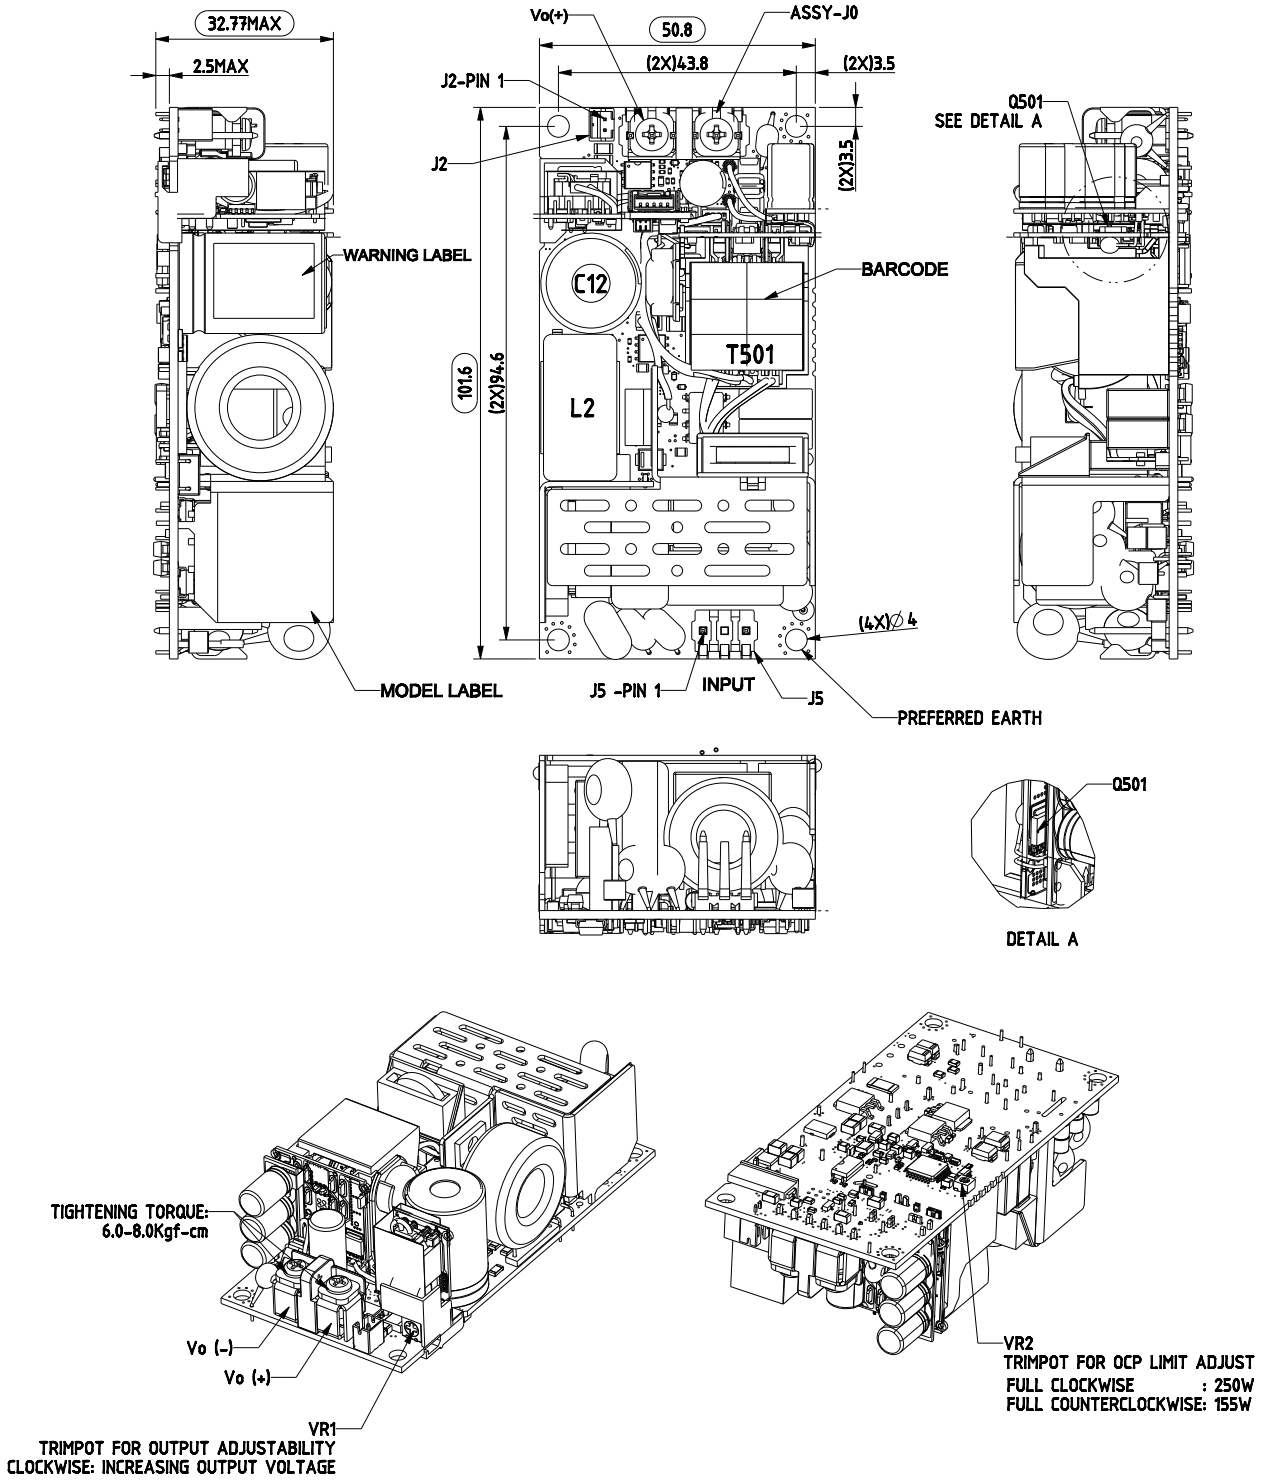 32.77MAX
2.5MAX
Vo(+)
ASSY-J0
50.8
(2X)43.8
(2X)3.5
J2-PIN 1
J2
(2X)3.5
Q501
SEE DETAIL A
WARNING LABEL
C12
BARCODE
T501
101.6
(2X)94.6
L2
(4X)∅ 4
MODEL LABEL
J5 -PIN 1
INPUT
J5
PREFERRED EARTH
Q501
DETAIL A
TIGHTENING TORQUE:
6.0-8.0Kgf-cm
Vo (-)
Vo (+)
VR1
TRIMPOT FOR OUTPUT ADJUSTABILITY
CLOCKWISE: INCREASING OUTPUT VOLTAGE
VR2
TRIMPOT FOR OCP LIMIT ADJUST
FULL CLOCKWISE : 250W
FULL COUNTERCLOCKWISE: 155W